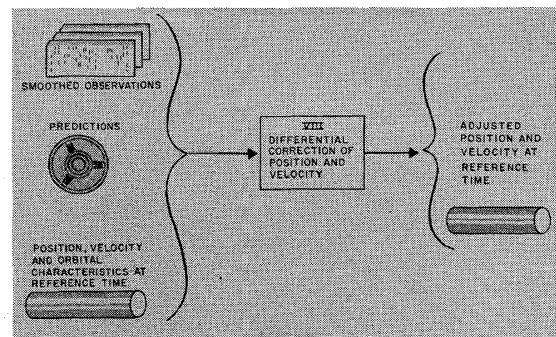 SMOOTHED OBSERVATIONS
PREDICTIONS
POSITION, VELOCITY
AND ORBITAL
CHARACTERISTICS AT
REFERENCE TIME
VIII
DIFFERENTIAL
CORRECTION OF
POSITION AND
VELOCITY
ADJUSTED
POSITION AND
VELOCITY AT
REFERENCE
TIME